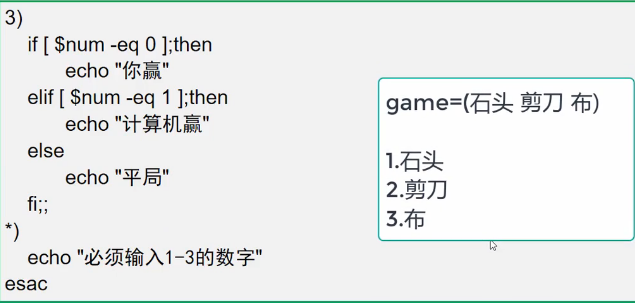 3)
if [ $num -eq 0 ];then
echo "你赢"
elif [ $num -eq 1 ];then
echo "计算机赢"
else
echo "平局"
fi;;
*)
echo "必须输入1-3的数字"
esac
game=(石头 剪刀 布)
1.石头
2.剪刀
3.布